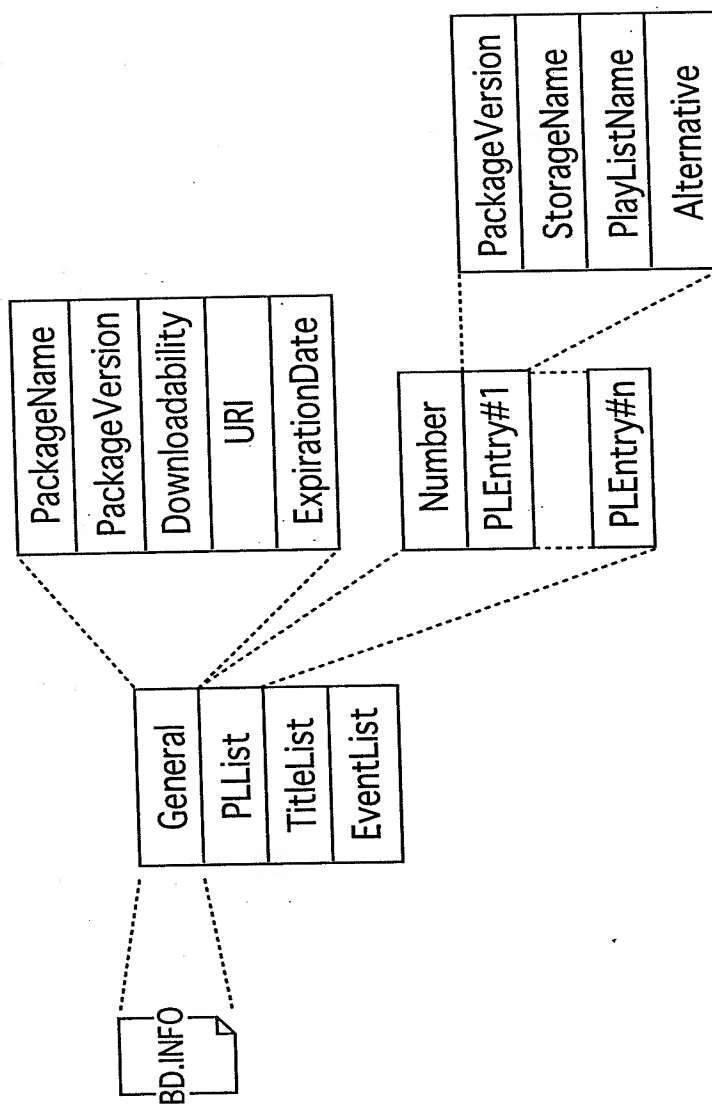 BD.INFO
General
PLList
TitleList
EventList
PackageName
PackageVersion
Downloadability
URI
ExpirationDate
Number
PLEntry#1
PLEntry#n
PackageVersion
StorageName
PlayListName
Alternative